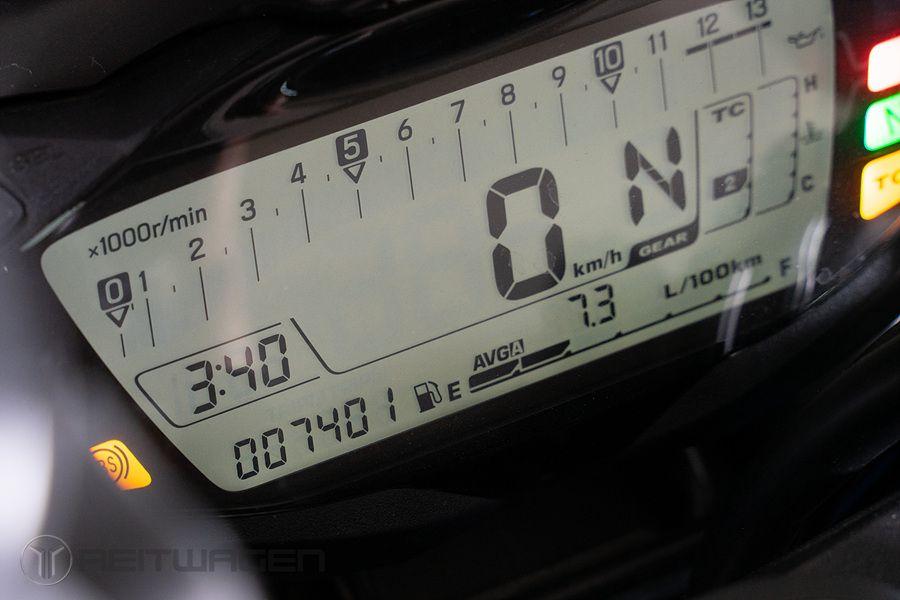 0 1 2 3 4 5 6 7 8 9 10 11 12 13
x1000r/min
H
TC
N
2
C
0 km/h N
GEAR
TC
7.3 L/100km
F
3:40
AVG A
E
007401
REITWAGEN